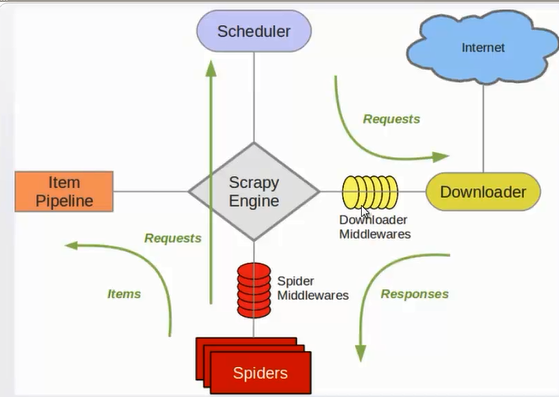 Scheduler
Internet
Requests
Item
Pipeline
Scrapy
Engine
Downloader
Downloader
Middlewares
Requests
Spider
Middlewares
Items
Responses
Spiders